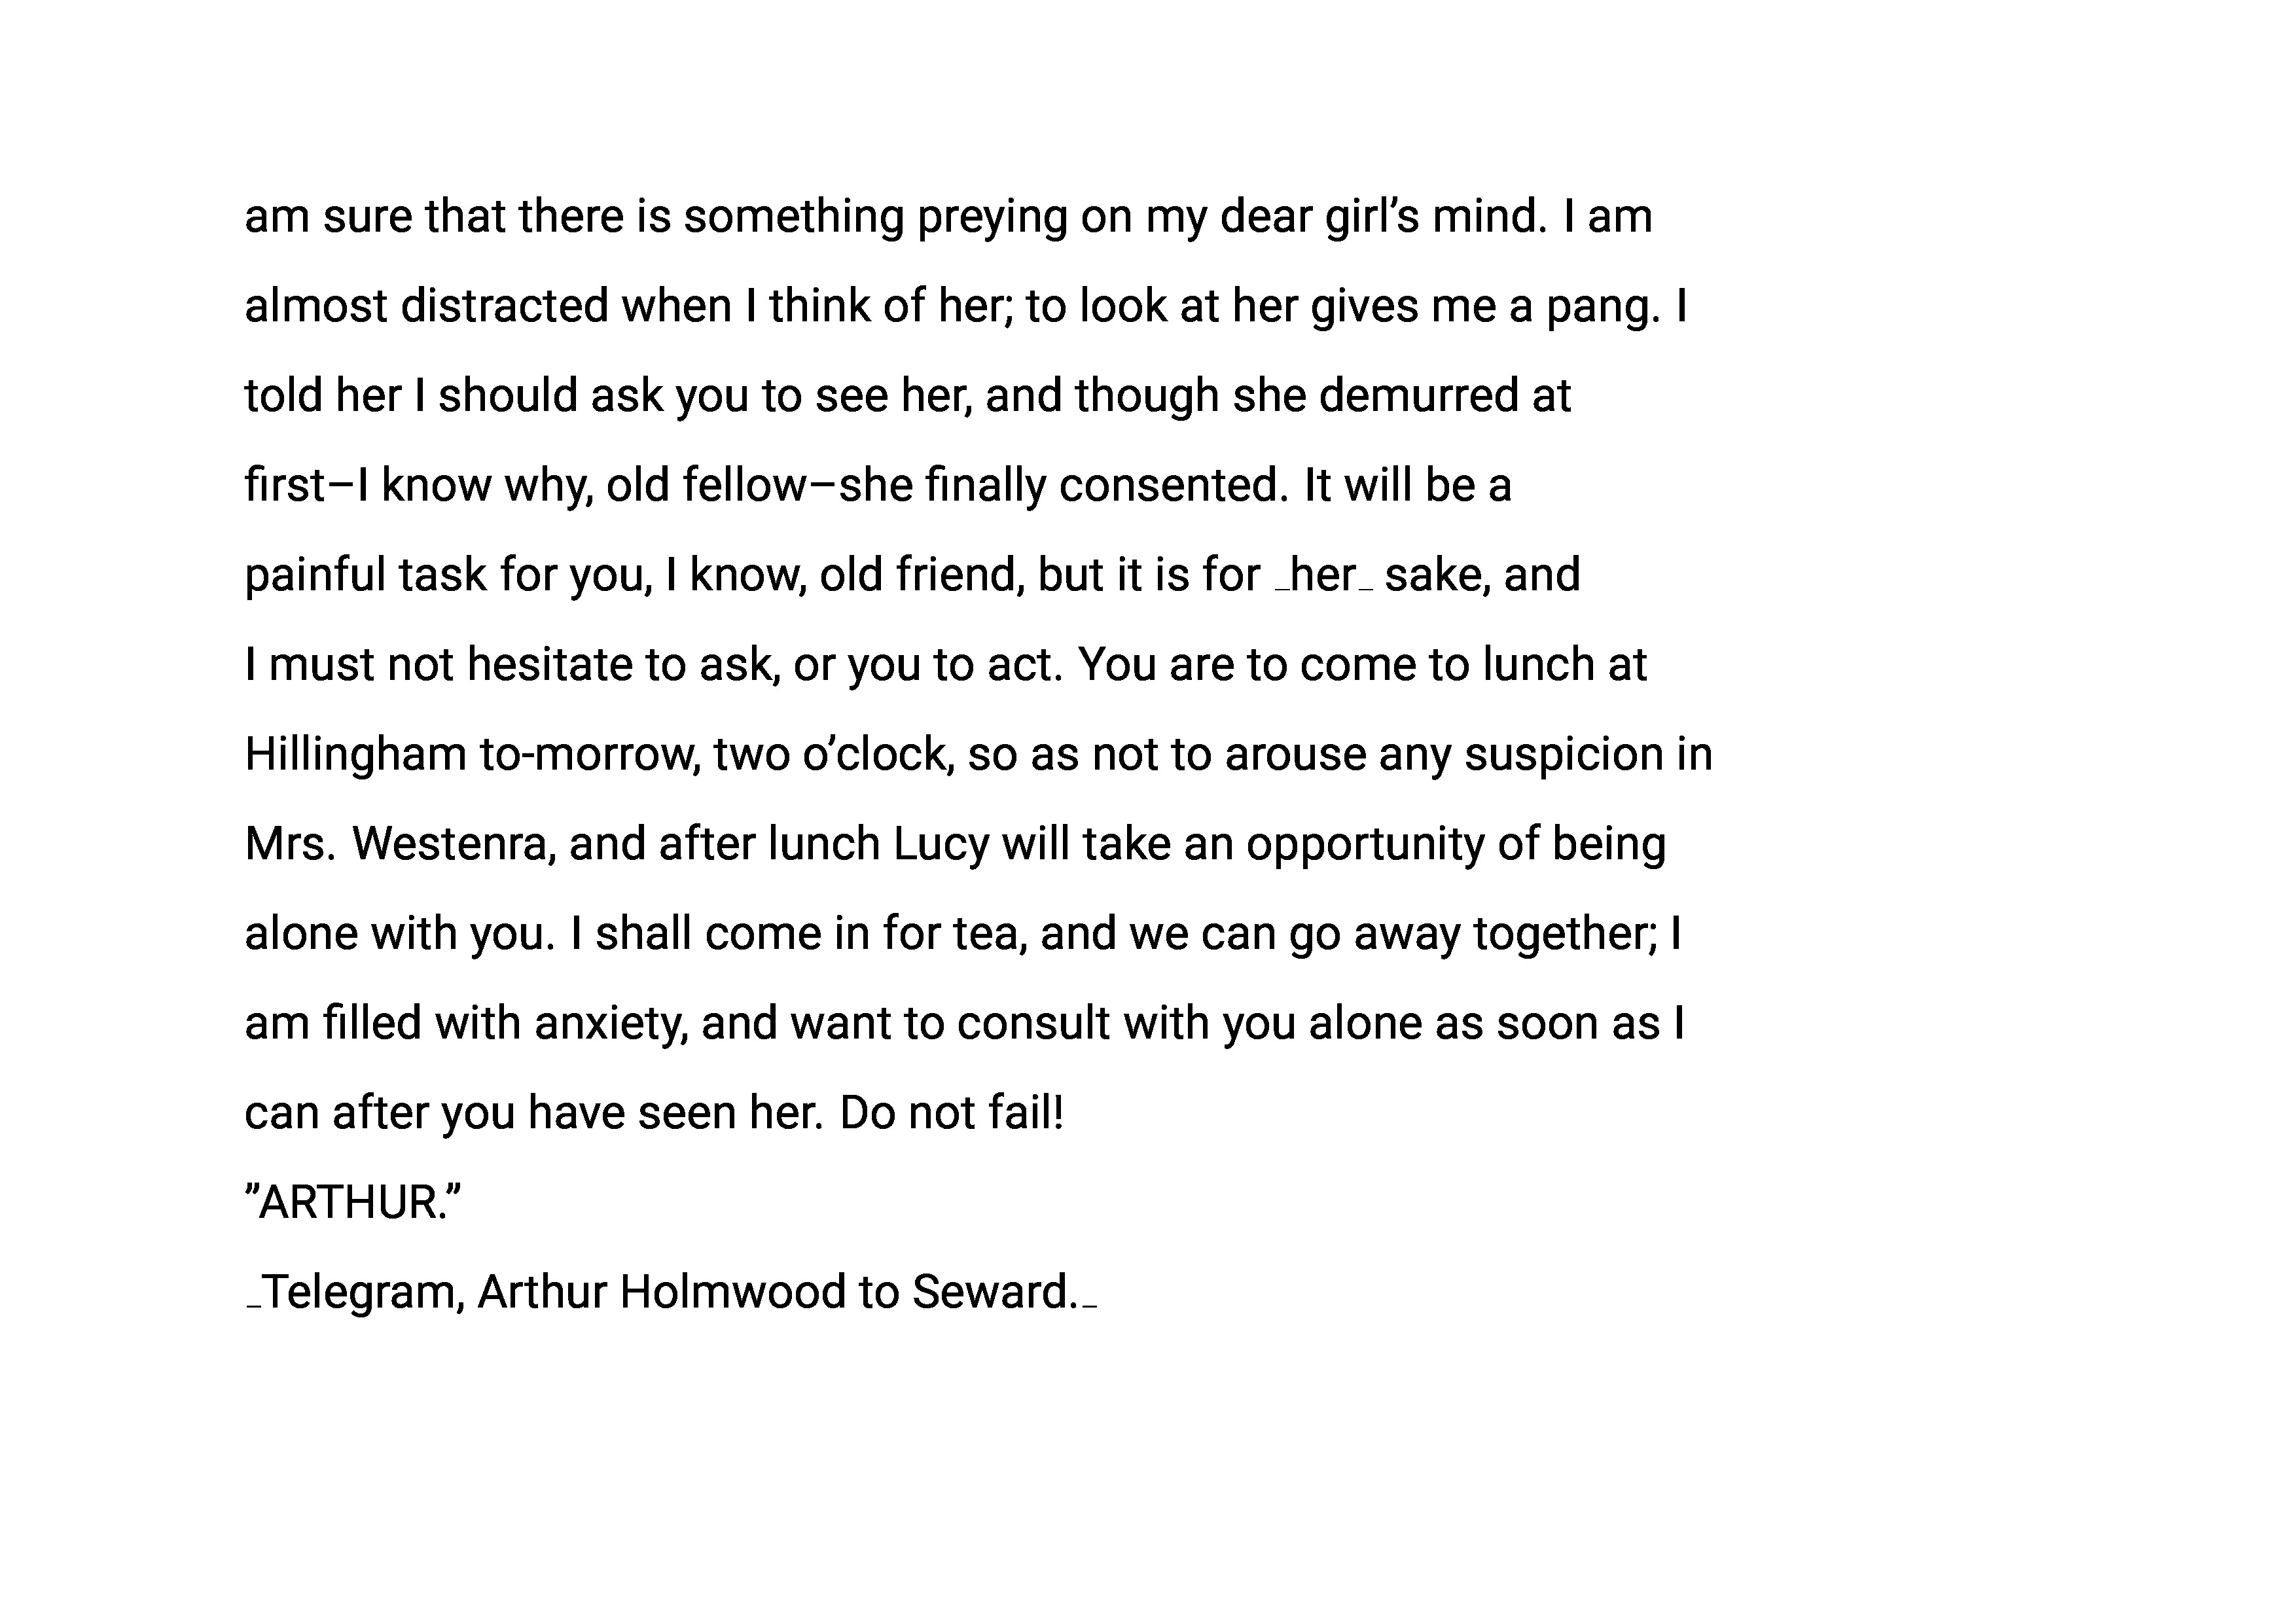 am sure that there is something preying on my dear girl’s mind. I am
almost distracted when I think of her; to look at her gives me a pang. I
told her I should ask you to see her, and though she demurred at
first–I know why, old fellow–she finally consented. It will be a
painful task for you, I know, old friend, but it is for _her_ sake, and
I must not hesitate to ask, or you to act. You are to come to lunch at
Hillingham to-morrow, two o’clock, so as not to arouse any suspicion in
Mrs. Westenra, and after lunch Lucy will take an opportunity of being
alone with you. I shall come in for tea, and we can go away together; I
am filled with anxiety, and want to consult with you alone as soon as I
can after you have seen her. Do not fail!
”ARTHUR.”
_Telegram, Arthur Holmwood to Seward._